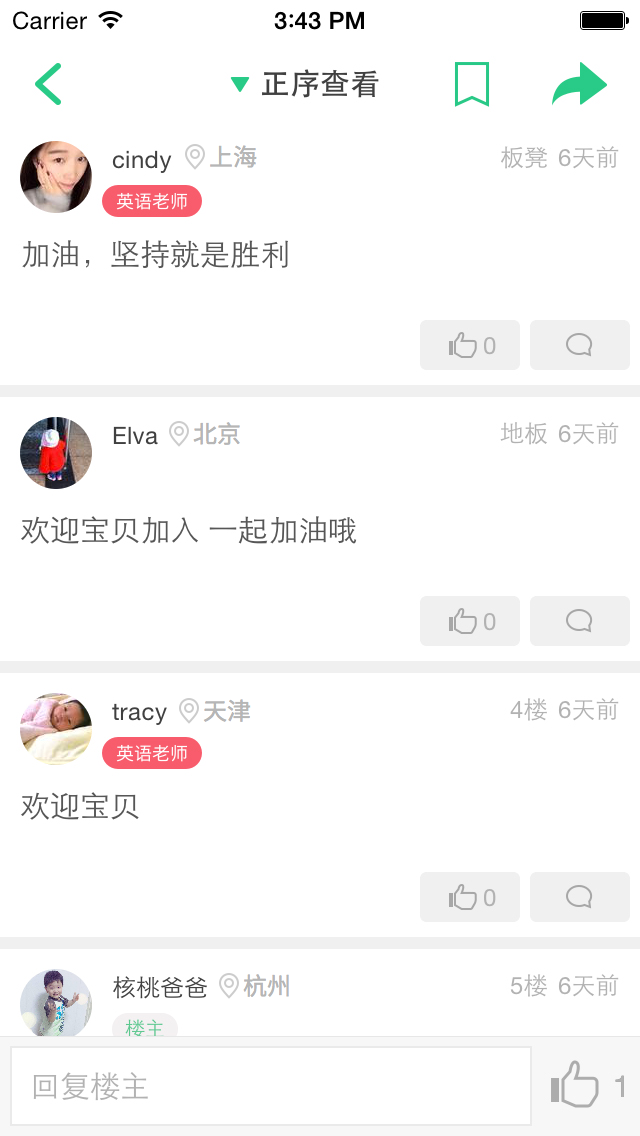 Carrier 3:43 PM
正序查看
cindy 上海 板凳 6天前
英语老师
加油，坚持就是胜利
0
Elva 北京 地板 6天前
欢迎宝贝加入 一起加油哦
0
tracy 天津 4楼 6天前
英语老师
欢迎宝贝
0
核桃爸爸 杭州 5楼 6天前
楼主
回复楼主 1